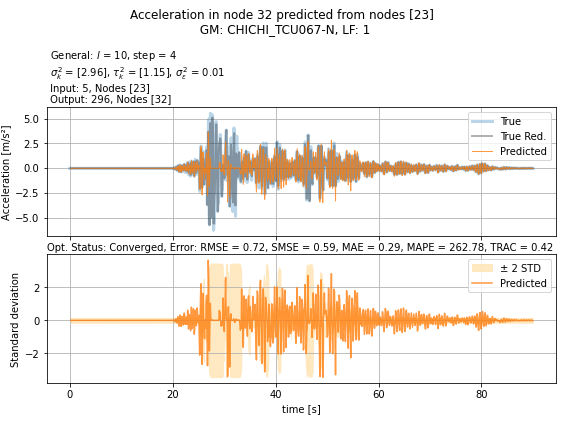 Acceleration in node 32 predicted from nodes [23]
GM: CHICHI_TCU067-N, LF: 1
General: l = 10, step = 4
σ²ₖ = [2.96], τ²ₖ = [1.15], σ²ε = 0.01
Input: 5, Nodes [23]
Output: 296, Nodes [32]
Acceleration [m/s²]
5.0
2.5
0.0
−2.5
−5.0
True
True Red.
Predicted
Opt. Status: Converged, Error: RMSE = 0.72, SMSE = 0.59, MAE = 0.29, MAPE = 262.78, TRAC = 0.42
Standard deviation
2
0
−2
± 2 STD
Predicted
0 20 40 60 80
time [s]